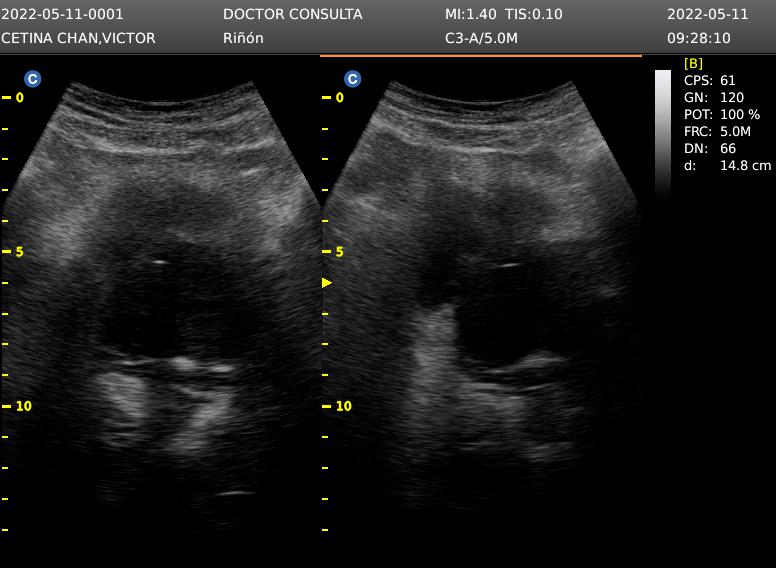 2022-05-11-0001 DOCTOR CONSULTA MI:1.40 TIS:0.10 2022-05-11
CETINA CHAN,VICTOR Riñón C3-A/5.0M 09:28:10
C C [B]
0 0 CPS: 61
GN: 120
POT: 100 %
FRC: 5.0M
DN: 66
d: 14.8 cm
5 5
10 10